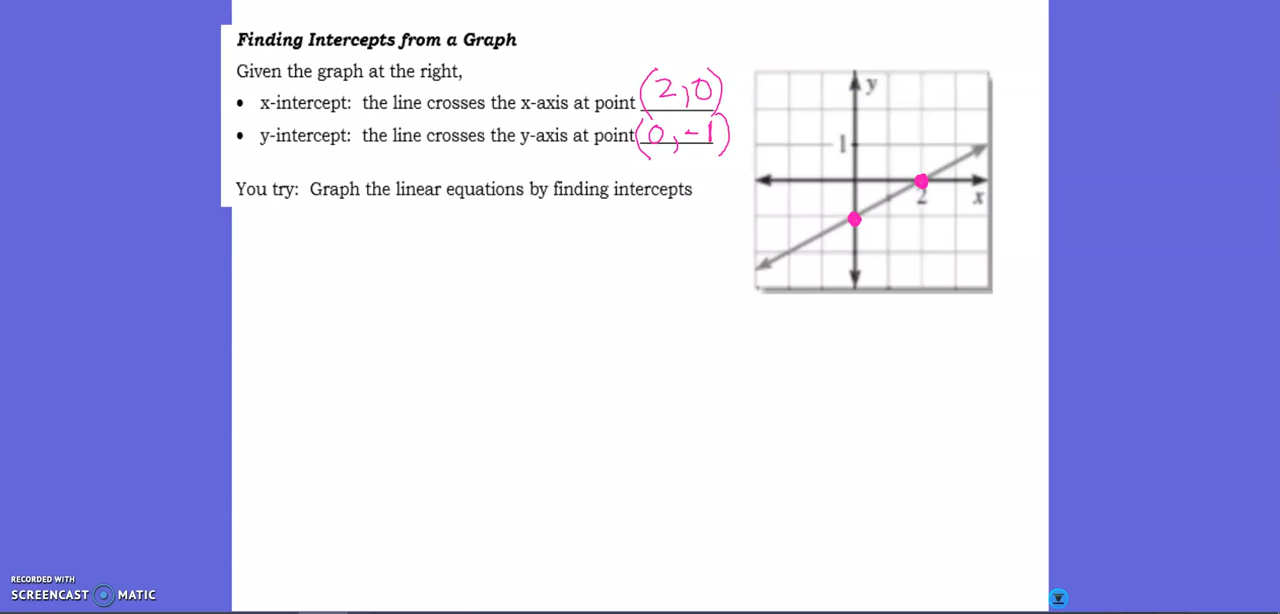 Finding Intercepts from a Graph
Given the graph at the right,
• x-intercept: the line crosses the x-axis at point (2,0)
• y-intercept: the line crosses the y-axis at point (0,-1)
You try: Graph the linear equations by finding intercepts
y
1
2
x
RECORDED WITH
SCREENCAST MATIC